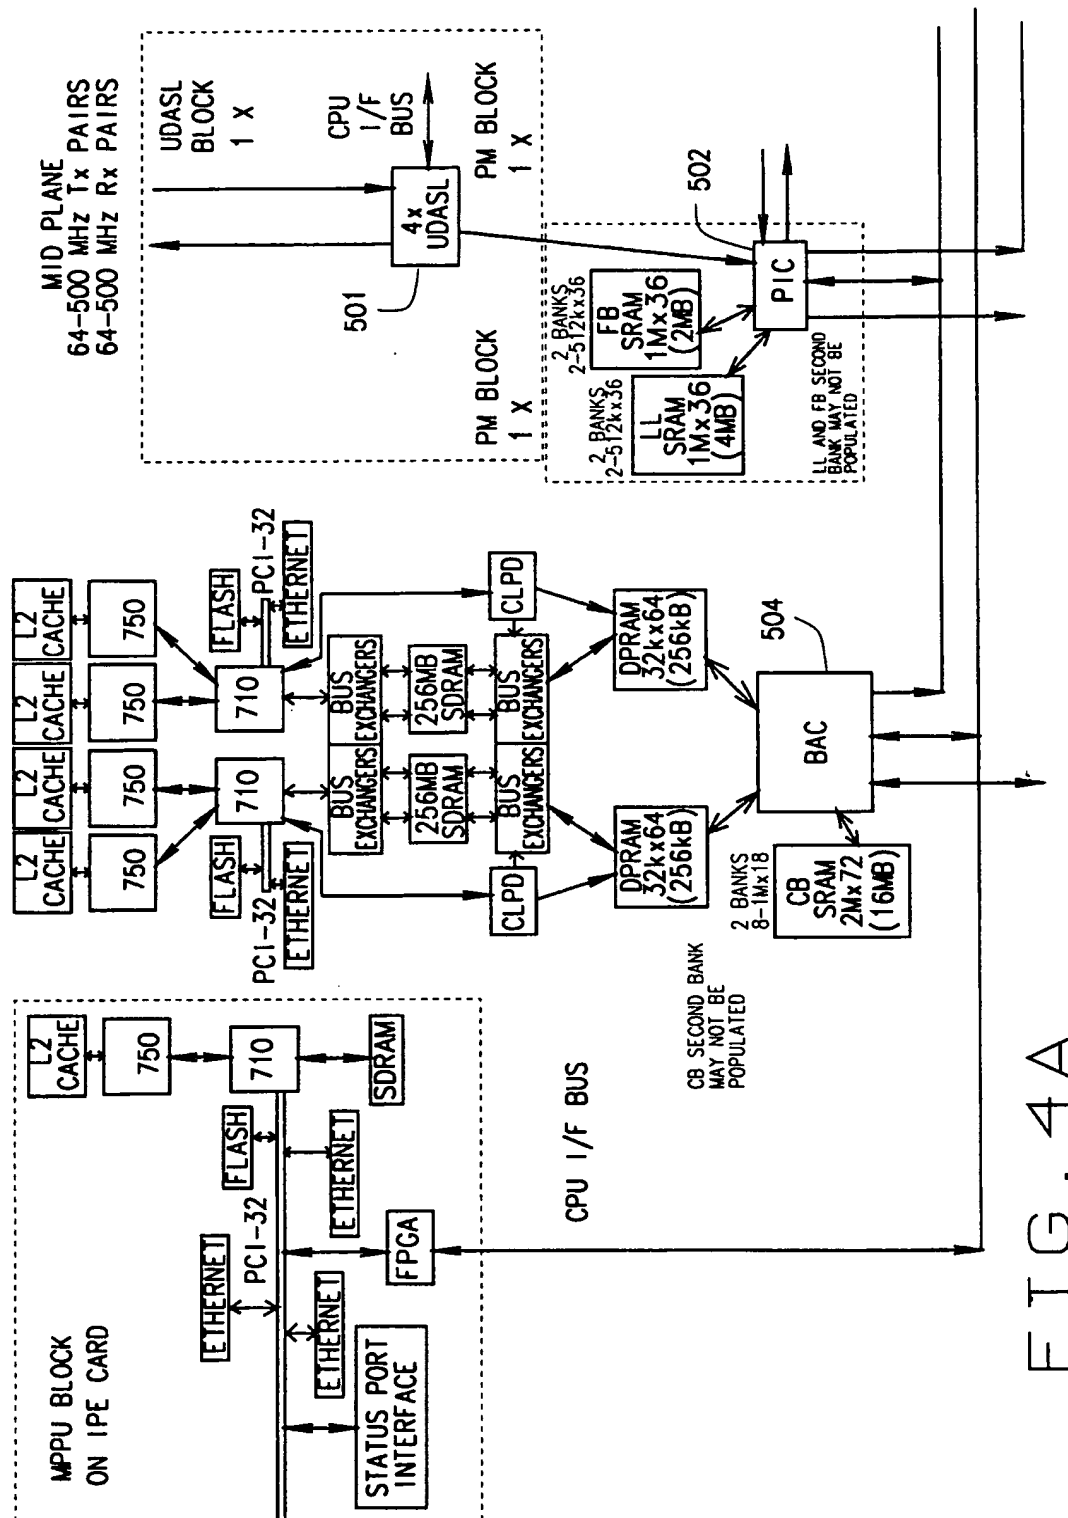 MPPU BLOCK
ON IPE CARD
L2
CACHE
750
710
SDRAM
FLASH
ETHERNET
PCI-32
ETHERNET
FPGA
ETHERNET
STATUS PORT
INTERFACE
CPU I/F BUS
L2
CACHE
L2
CACHE
L2
CACHE
L2
CACHE
750
750
750
750
FLASH
710
710
FLASH
PCI-32
PCI-32
ETHERNET
ETHERNET
BUS
EXCHANGERS
BUS
EXCHANGERS
256MB
SDRAM
256MB
SDRAM
CLPD
BUS
EXCHANGERS
BUS
EXCHANGERS
CLPD
DPRAM
32kx64
(256kB)
DPRAM
32kx64
(256kB)
504
BAC
CB SECOND BANK
MAY NOT BE
POPULATED
2 BANKS
8-1Mx18
CB
SRAM
2Mx72
(16MB)
MID PLANE
64-500 MHz Tx PAIRS
64-500 MHz Rx PAIRS
UDASL
BLOCK
1 X
CPU
I/F
BUS
4x
UDASL
501
PM BLOCK
1 X
PM BLOCK
1 X
502
2 BANKS
2-512kx36
FB
SRAM
1Mx36
(2MB)
2 BANKS
2-512kx36
LL
SRAM
1Mx36
(4MB)
PIC
LL AND FB SECOND
BANK MAY NOT BE
POPULATED
FIG. 4A